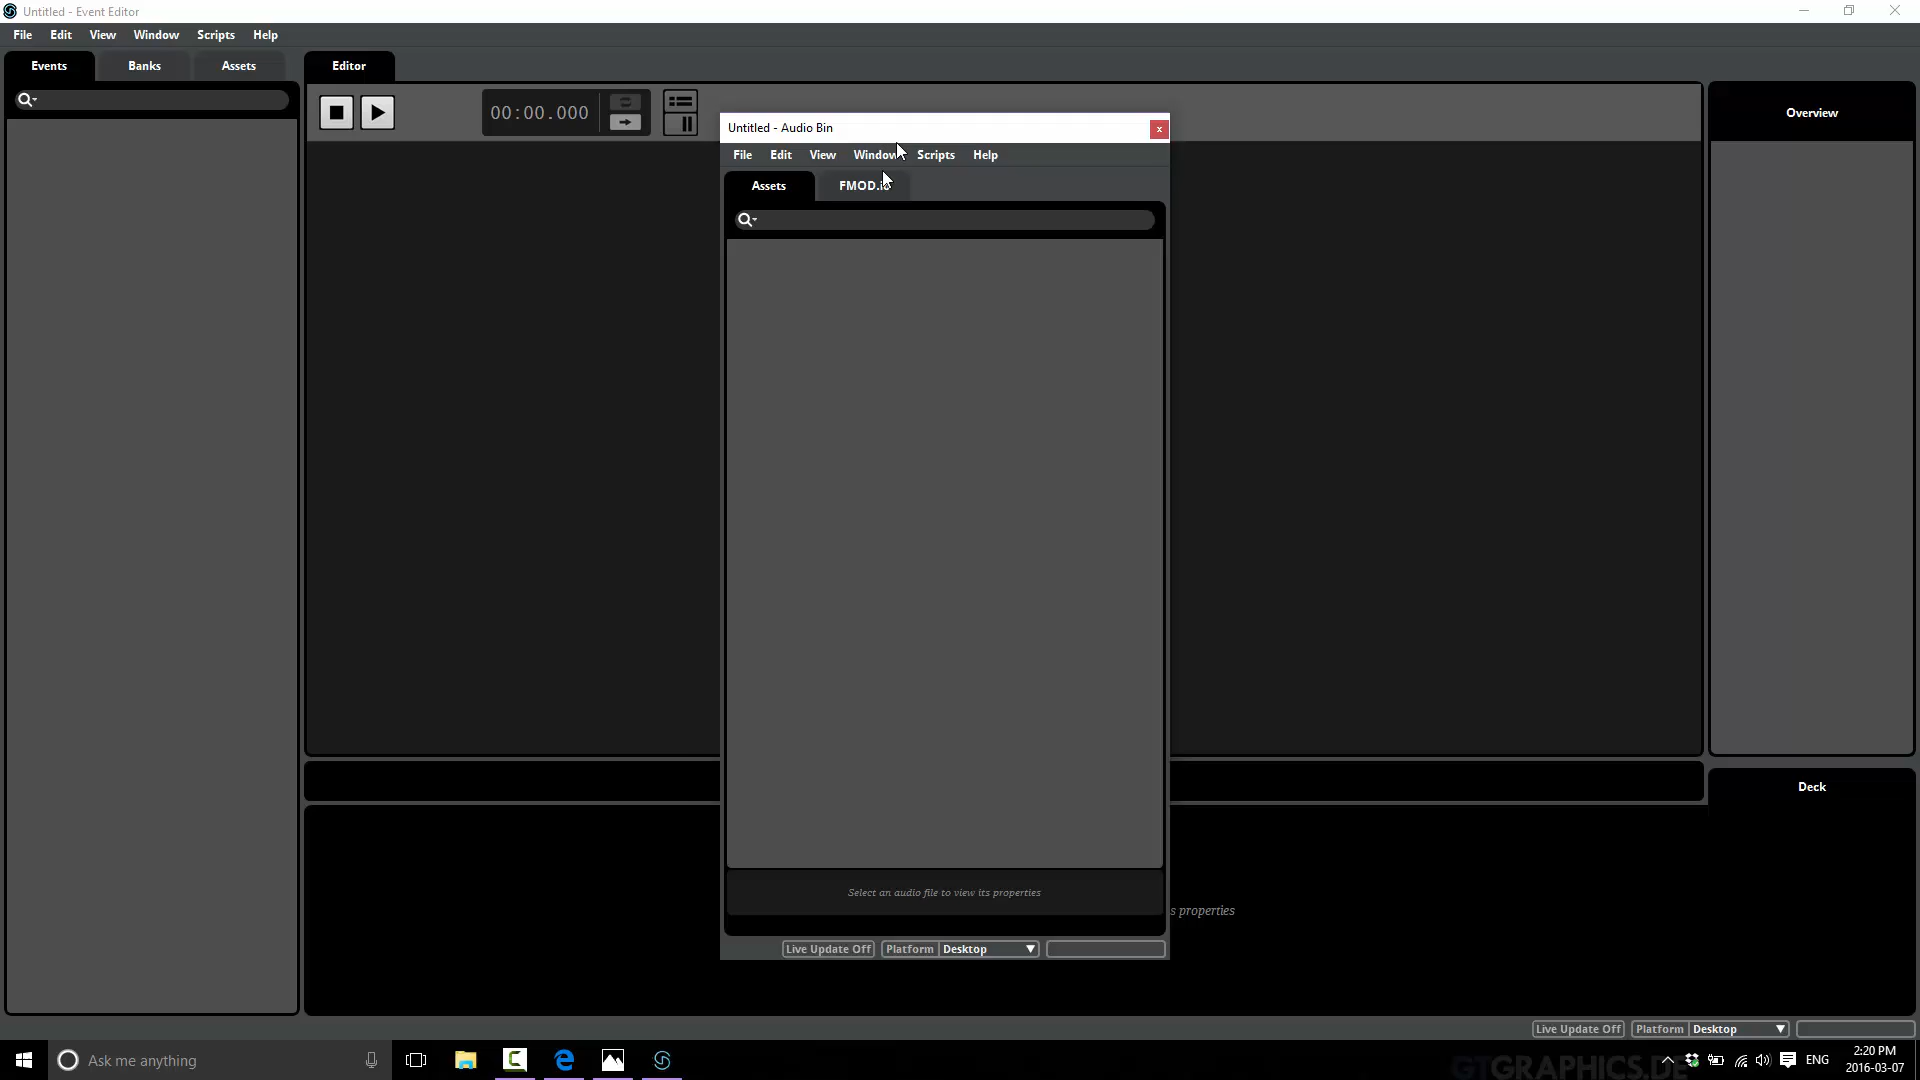 Untitled - Event Editor
File Edit View Window Scripts Help
Events Banks Assets Editor
00:00.000
Overview
Untitled - Audio Bin
x
File Edit View Window Scripts Help
Assets
Select an audio file to view its properties
s properties
Live Update Off Platform Desktop
Deck
Live Update Off Platform Desktop
Ask me anything
GTGRAPHICS.DE
ENG
2:20 PM
2016-03-07